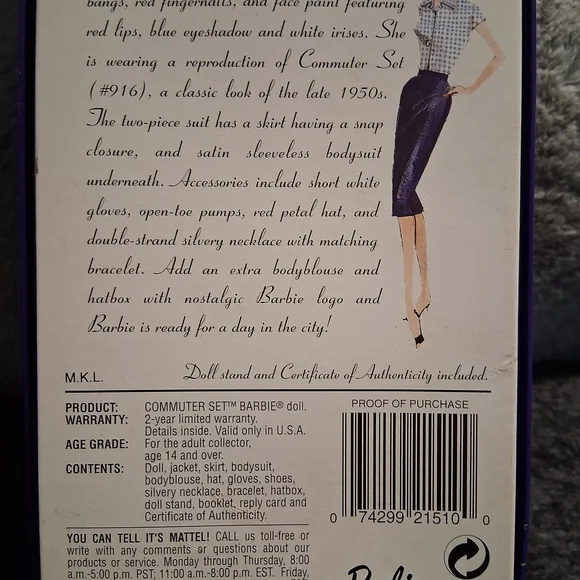 bangs, red fingernails, and face paint featuring
red lips, blue eyeshadow and white irises. She
is wearing a reproduction of Commuter Set
(#916), a classic look of the late 1950s.
The two-piece suit has a skirt having a snap
closure, and satin sleeveless bodysuit
underneath. Accessories include short white
gloves, open-toe pumps, red petal hat, and
double-strand silvery necklace with matching
bracelet. Add an extra bodyblouse and
hatbox with nostalgic Barbie logo and
Barbie is ready for a day in the city!
M.K.L.
Doll stand and Certificate of Authenticity included.
PRODUCT: COMMUTER SET™ BARBIE® doll.
WARRANTY: 2-year limited warranty.
Details inside. Valid only in U.S.A.
AGE GRADE: For the adult collector,
age 14 and over.
CONTENTS: Doll, jacket, skirt, bodysuit,
bodyblouse, hat, gloves, shoes,
silvery necklace, bracelet, hatbox,
doll stand, booklet, reply card and
Certificate of Authenticity.
PROOF OF PURCHASE
0 74299 21510 0
YOU CAN TELL IT'S MATTEL! CALL us toll-free or
write with any comments or questions about our
products or service. Monday through Thursday, 8:00
a.m.-5:00 p.m. PST; 11:00 a.m.-8:00 p.m. EST. Friday,
Barbie